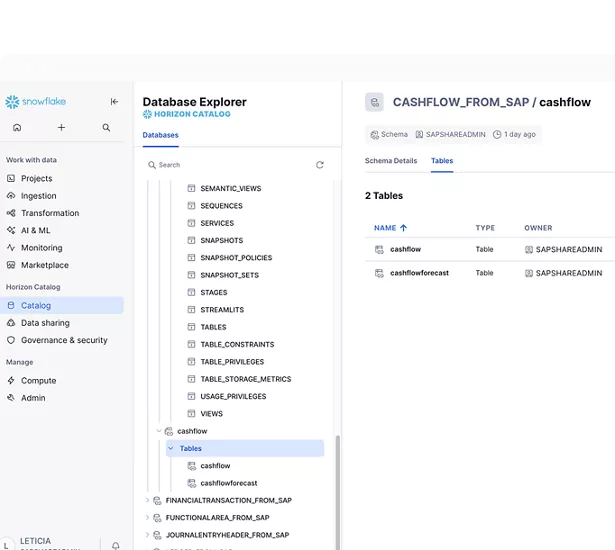 snowflake
Work with data
Projects
Ingestion
Transformation
AI & ML
Monitoring
Marketplace
Horizon Catalog
Catalog
Data sharing
Governance & security
Manage
Compute
Admin
L
LETICIA
SAPSHAREADMIN
Database Explorer
HORIZON CATALOG
Databases
Search
SEMANTIC_VIEWS
SEQUENCES
SERVICES
SNAPSHOTS
SNAPSHOT_POLICIES
SNAPSHOT_SETS
STAGES
STREAMLITS
TABLES
TABLE_CONSTRAINTS
TABLE_PRIVILEGES
TABLE_STORAGE_METRICS
USAGE_PRIVILEGES
VIEWS
cashflow
Tables
cashflow
cashflowforecast
FINANCIALTRANSACTION_FROM_SAP
FUNCTIONALAREA_FROM_SAP
JOURNALENTRYHEADER_FROM_SAP
CASHFLOW_FROM_SAP / cashflow
Schema SAPSHAREADMIN 1 day ago
Schema Details Tables
2 Tables
NAME TYPE OWNER
cashflow Table SAPSHAREADMIN
cashflowforecast Table SAPSHAREADMIN